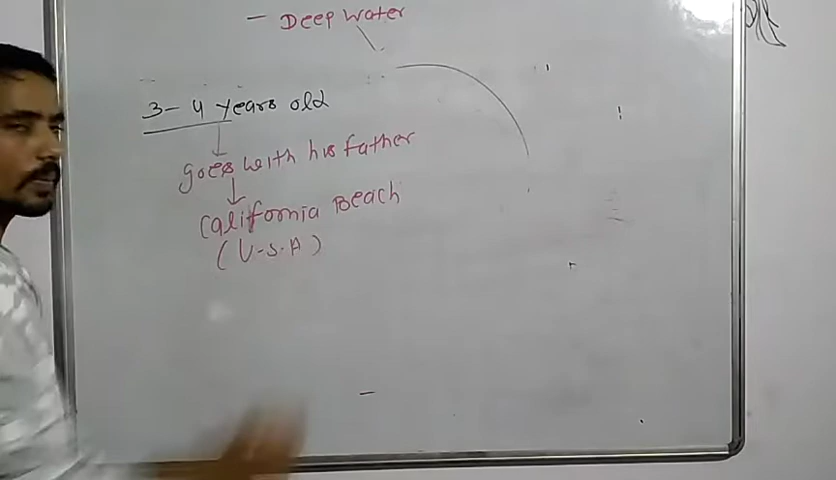 - Deep Water
3- 4 years old
goes with his father
California Beach
(U.S.A)